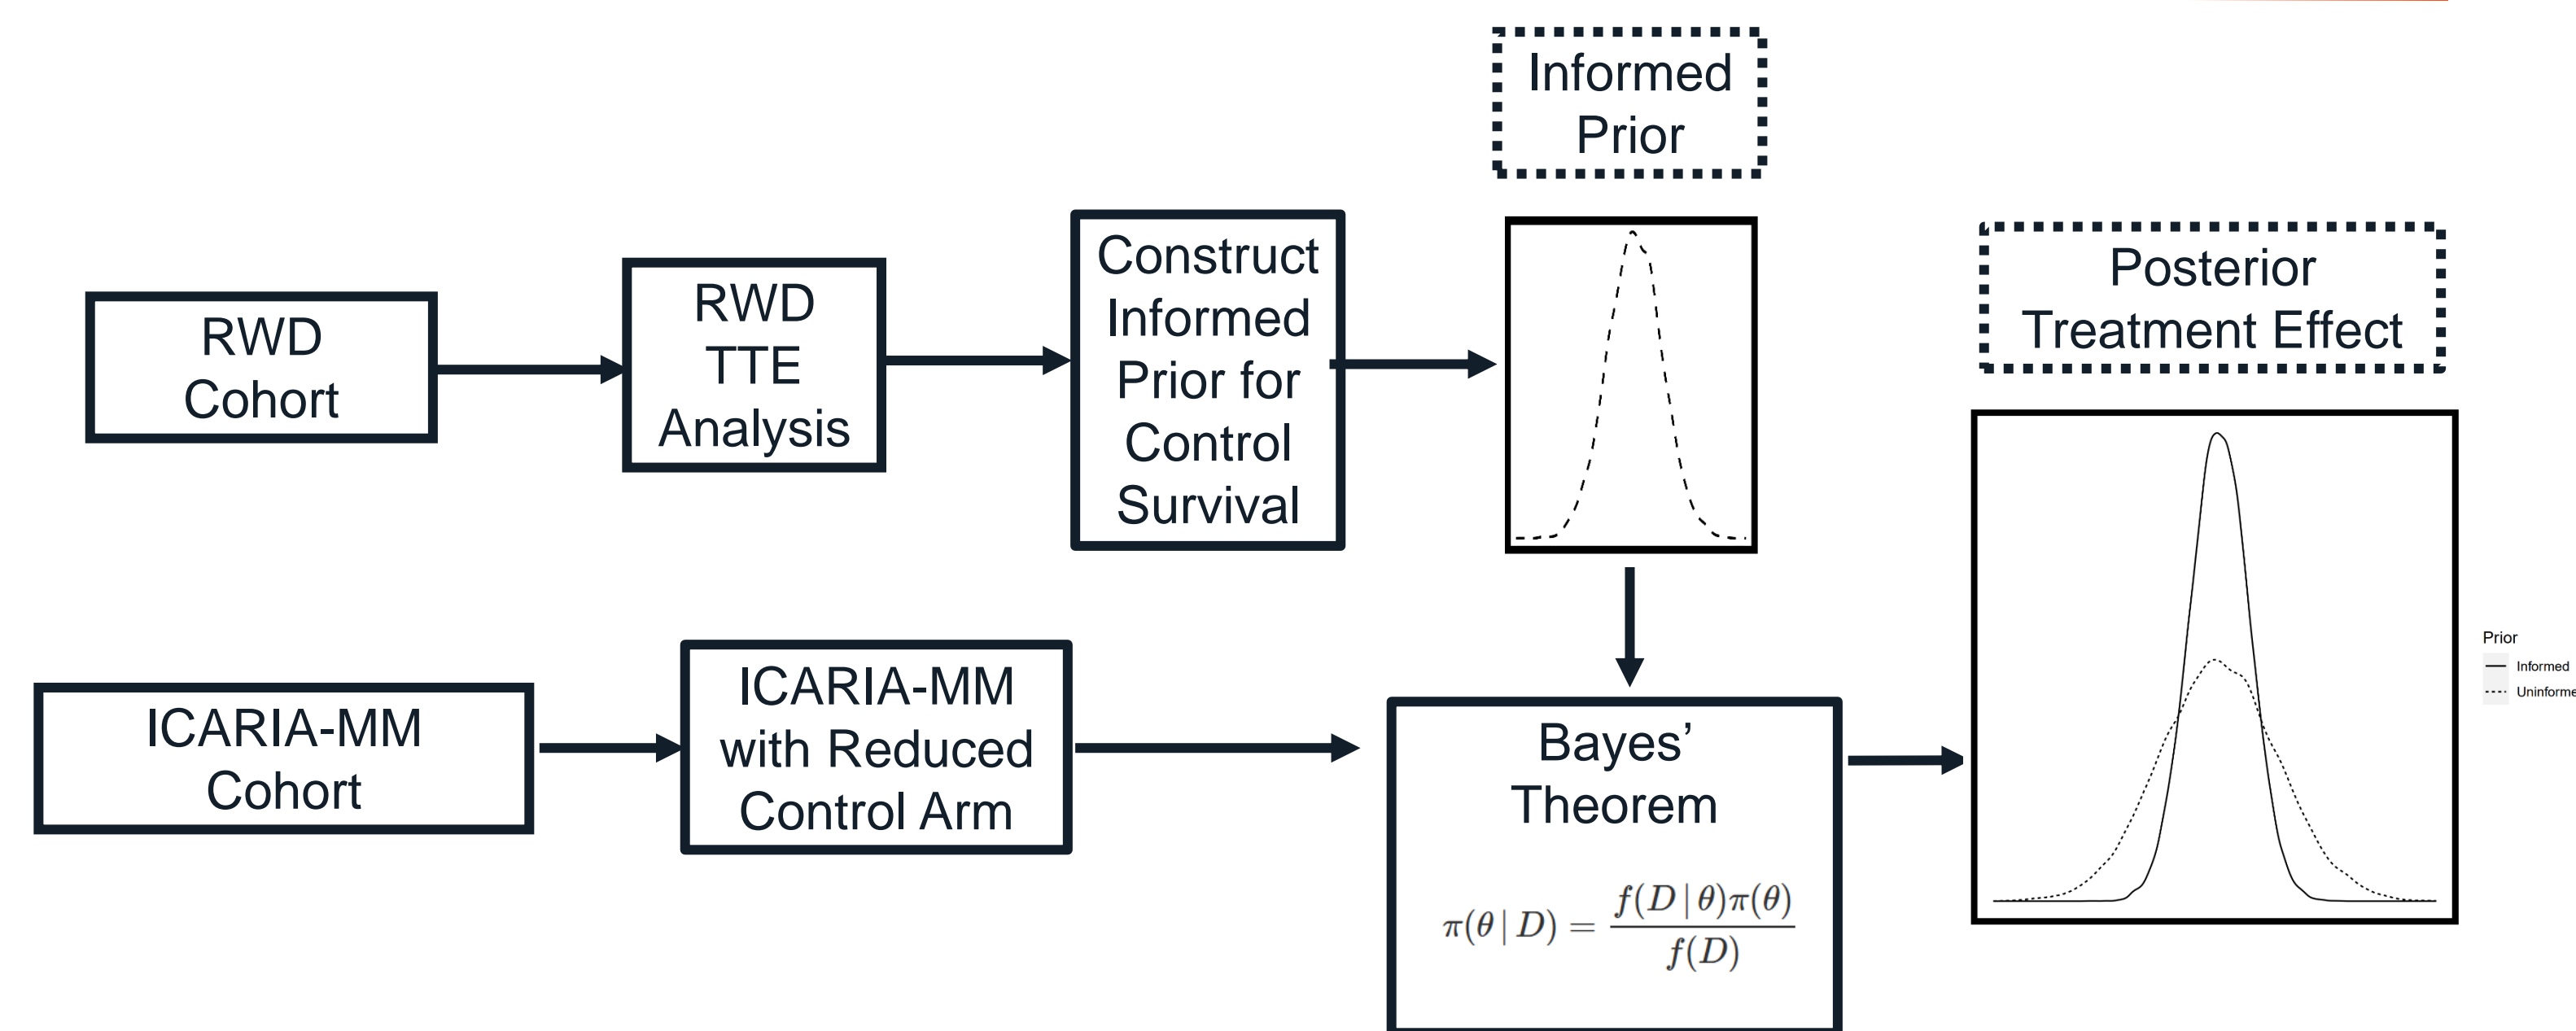 Informed
Prior
RWD
Cohort
RWD
TTE
Analysis
Construct
Informed
Prior for
Control
Survival
Posterior
Treatment Effect
ICARIA-MM
Cohort
ICARIA-MM
with Reduced
Control Arm
Bayes’
Theorem
π(θ | D) = f(D | θ)π(θ) / f(D)
Prior
Informed
Uninforme